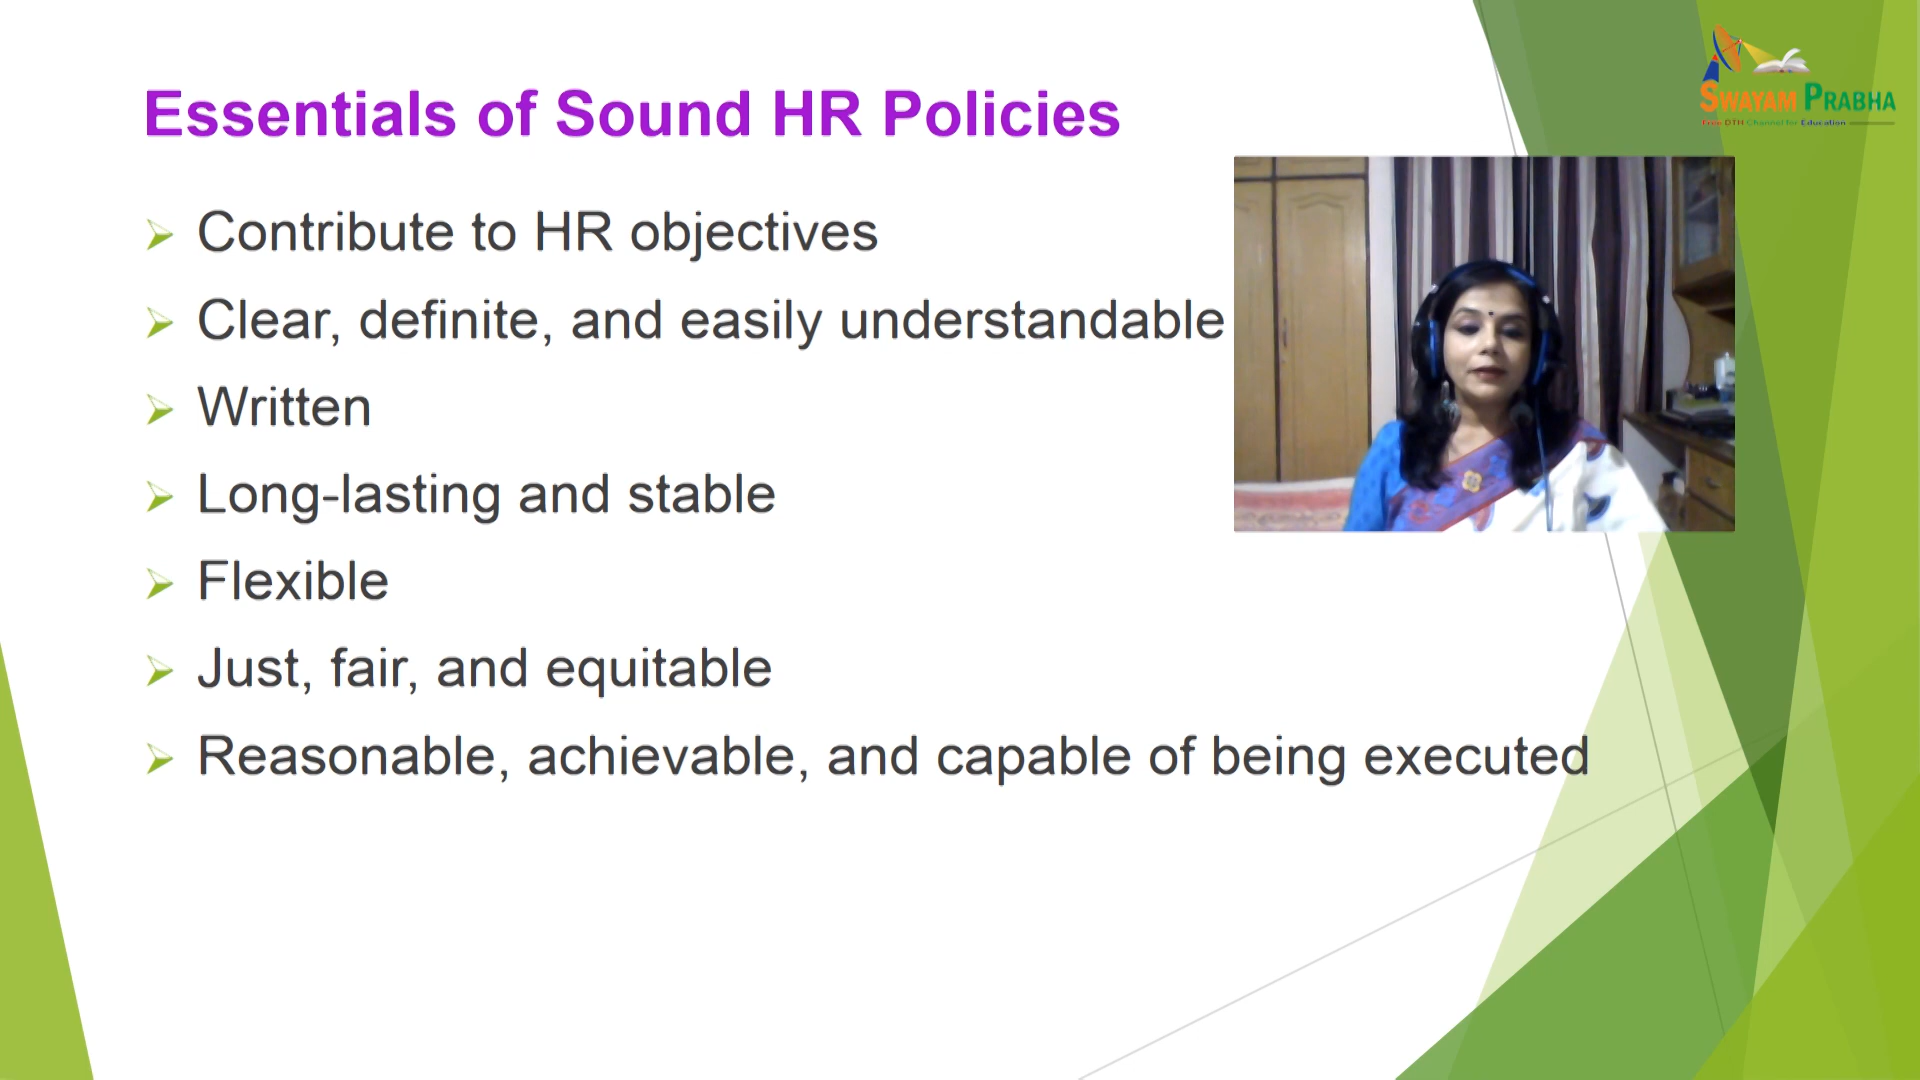 Essentials of Sound HR Policies
Contribute to HR objectives
Clear, definite, and easily understandable
Written
Long-lasting and stable
Flexible
Just, fair, and equitable
Reasonable, achievable, and capable of being executed
SWAYAM PRABHA
Free DTH Channel for Education